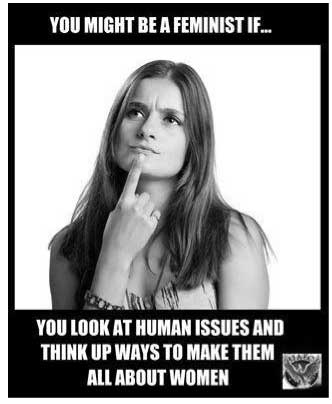 YOU MIGHT BE A FEMINIST IF...
YOU LOOK AT HUMAN ISSUES AND
THINK UP WAYS TO MAKE THEM
ALL ABOUT WOMEN